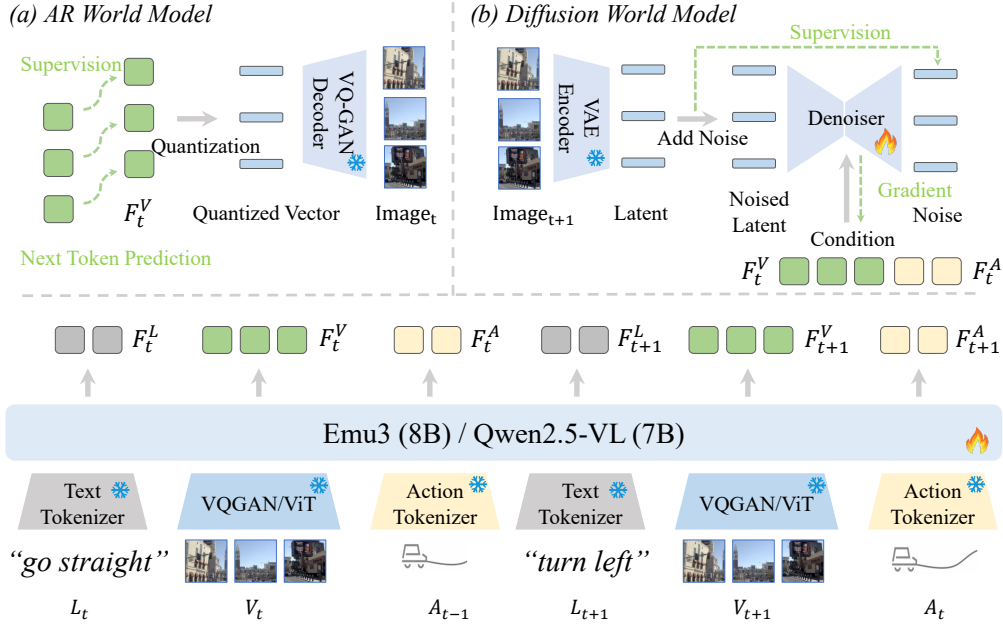 (a) AR World Model
Supervision
Quantization
VQ-GAN
Decoder
F_t^V
Quantized Vector
Image_t
Next Token Prediction
(b) Diffusion World Model
Supervision
VAE
Encoder
Add Noise
Denoiser
Image_{t+1}
Latent
Noised
Latent
Gradient
Noise
Condition
F_t^V
F_t^A
F_t^L
F_t^V
F_t^A
F_{t+1}^L
F_{t+1}^V
F_{t+1}^A
Emu3 (8B) / Qwen2.5-VL (7B)
Text
Tokenizer
VQGAN/ViT
Action
Tokenizer
Text
Tokenizer
VQGAN/ViT
Action
Tokenizer
“go straight”
“turn left”
L_t
V_t
A_{t−1}
L_{t+1}
V_{t+1}
A_t